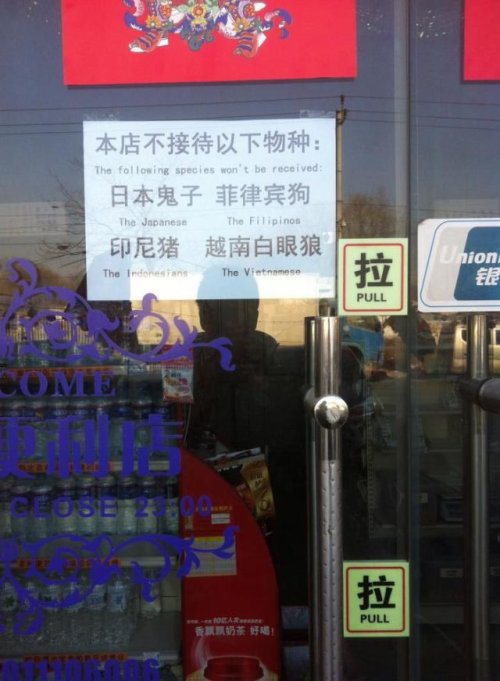 本店不接待以下物种:
The following species won't be received:
日本鬼子 菲律宾狗
The Japanese The Filipinos
印尼猪 越南白眼狼
The Indonesians The Vietnamese
拉
PULL
Union
银
COME
便利店
CLOSE 23:00
拉
PULL
香飘飘奶茶 好喝!